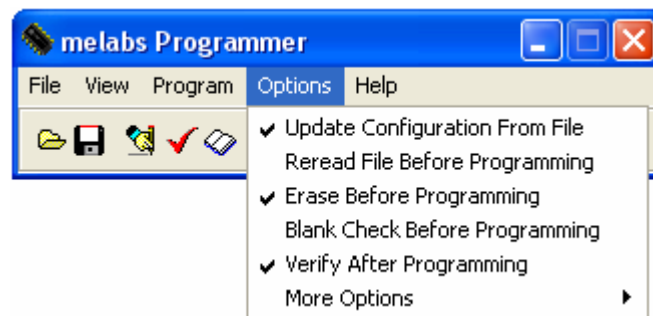 melabs Programmer
File View Program Options Help
Update Configuration From File
Reread File Before Programming
Erase Before Programming
Blank Check Before Programming
Verify After Programming
More Options